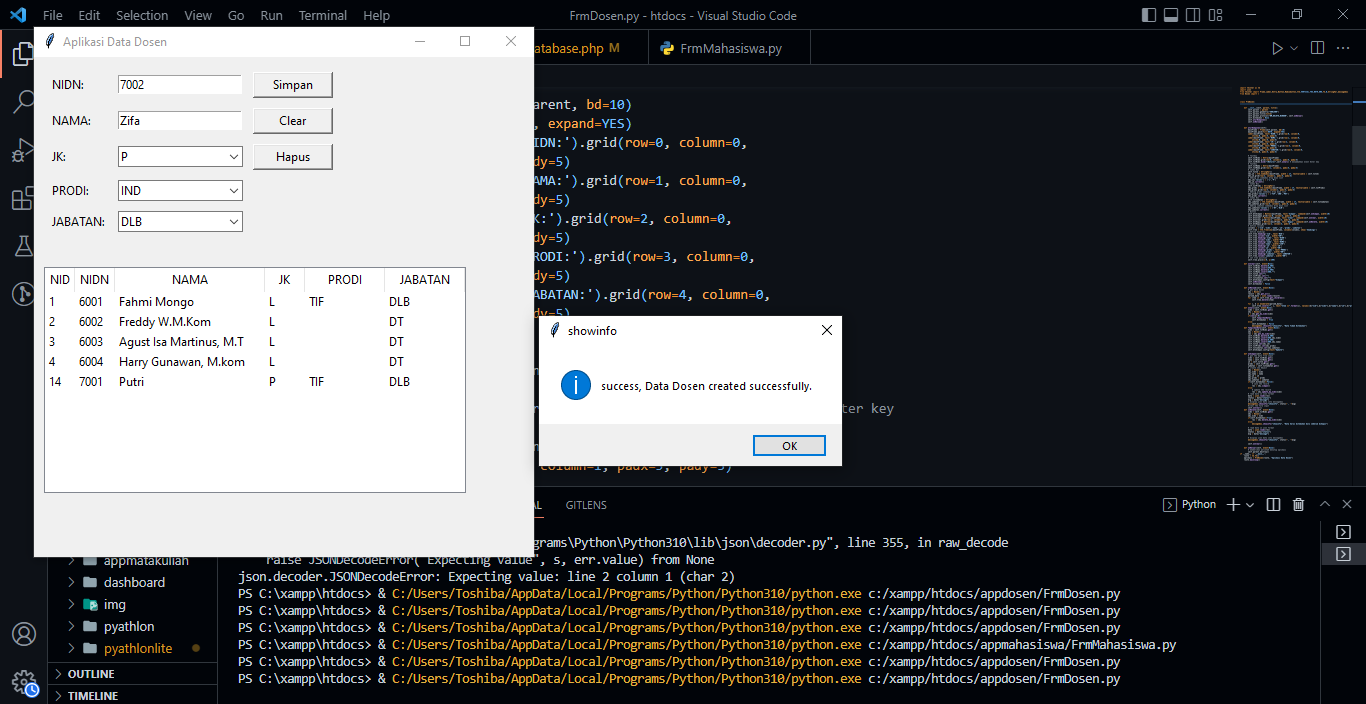 File Edit Selection View Go Run Terminal Help
FrmDosen.py - htdocs - Visual Studio Code
Aplikasi Data Dosen
atabase.php M
FrmMahasiswa.py
NIDN: 7002 Simpan
NAMA: Zifa Clear
JK: P Hapus
PRODI: IND
JABATAN: DLB
NID NIDN NAMA JK PRODI JABATAN
1 6001 Fahmi Mongo L TIF DLB
2 6002 Freddy W.M.Kom L DT
3 6003 Agust Isa Martinus, M.T L DT
4 6004 Harry Gunawan, M.kom L DT
14 7001 Putri P TIF DLB
arent, bd=10)
, expand=YES)
IDN:').grid(row=0, column=0,
dy=5)
AMA:').grid(row=1, column=0,
dy=5)
K:').grid(row=2, column=0,
dy=5)
RODI:').grid(row=3, column=0,
dy=5)
ABATAN:').grid(row=4, column=0,
dy=5)
showinfo
success, Data Dosen created successfully.
OK
ter key
column=1, padx=5, pady=5)
AL GITLENS
Python
grams\Python\Python310\lib\json\decoder.py", line 355, in raw_decode
raise JSONDecodeError("Expecting value", s, err.value) from None
json.decoder.JSONDecodeError: Expecting value: line 2 column 1 (char 2)
PS C:\xampp\htdocs> & C:/Users/Toshiba/AppData/Local/Programs/Python/Python310/python.exe c:/xampp/htdocs/appdosen/FrmDosen.py
PS C:\xampp\htdocs> & C:/Users/Toshiba/AppData/Local/Programs/Python/Python310/python.exe c:/xampp/htdocs/appdosen/FrmDosen.py
PS C:\xampp\htdocs> & C:/Users/Toshiba/AppData/Local/Programs/Python/Python310/python.exe c:/xampp/htdocs/appdosen/FrmDosen.py
PS C:\xampp\htdocs> & C:/Users/Toshiba/AppData/Local/Programs/Python/Python310/python.exe c:/xampp/htdocs/appmahasiswa/FrmMahasiswa.py
PS C:\xampp\htdocs> & C:/Users/Toshiba/AppData/Local/Programs/Python/Python310/python.exe c:/xampp/htdocs/appdosen/FrmDosen.py
PS C:\xampp\htdocs> & C:/Users/Toshiba/AppData/Local/Programs/Python/Python310/python.exe c:/xampp/htdocs/appdosen/FrmDosen.py
appmatakuliah
dashboard
img
pyathlon
pyathlonlite
OUTLINE
TIMELINE